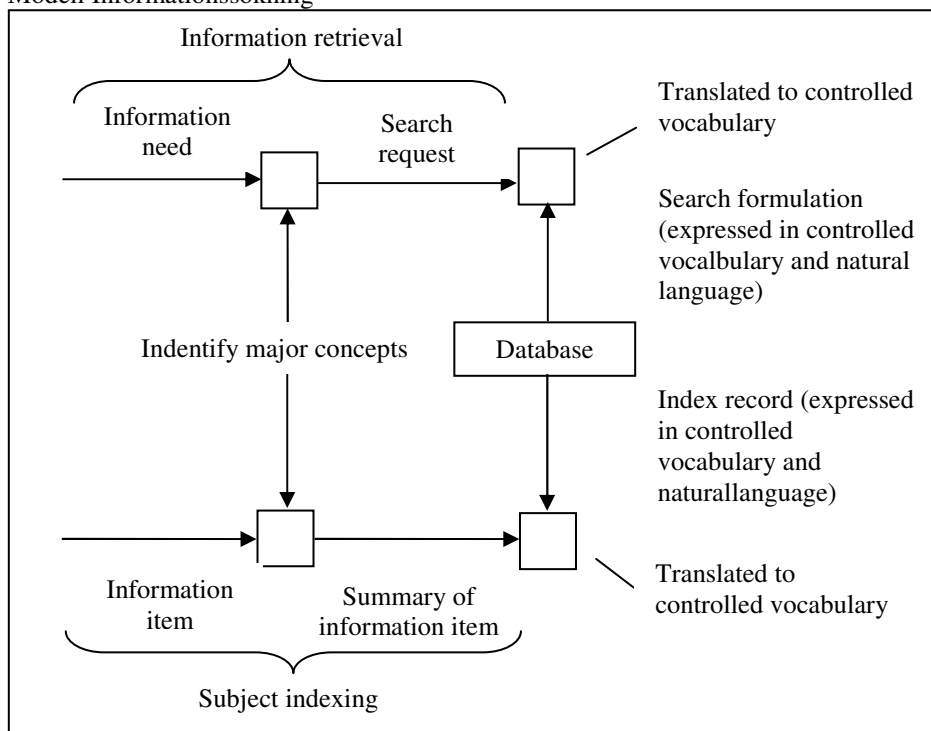 Modell Informationssökning
Information retrieval
Information
need
Search
request
Translated to controlled
vocabulary
Search formulation
(expressed in controlled
vocalbulary and natural
language)
Indentify major concepts
Database
Index record (expressed
in controlled
vocabulary and
naturallanguage)
Information
item
Summary of
information item
Translated to
controlled vocabulary
Subject indexing